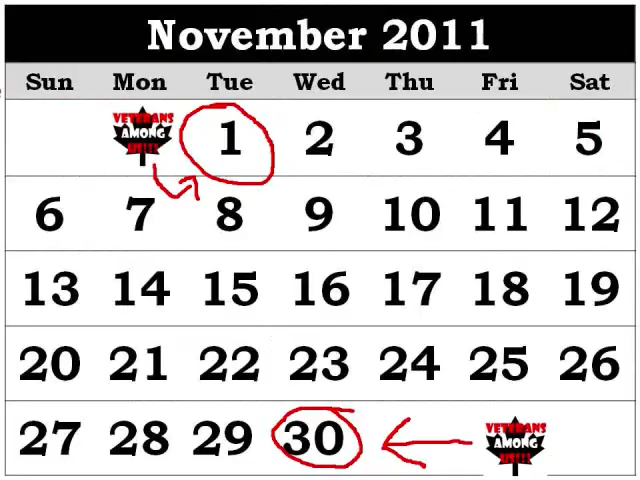 November 2011
Sun Mon Tue Wed Thu Fri Sat
VETERANS
AMONG
US!!!
1 2 3 4 5
6 7 8 9 10 11 12
13 14 15 16 17 18 19
20 21 22 23 24 25 26
27 28 29 30
VETERANS
AMONG
US!!!